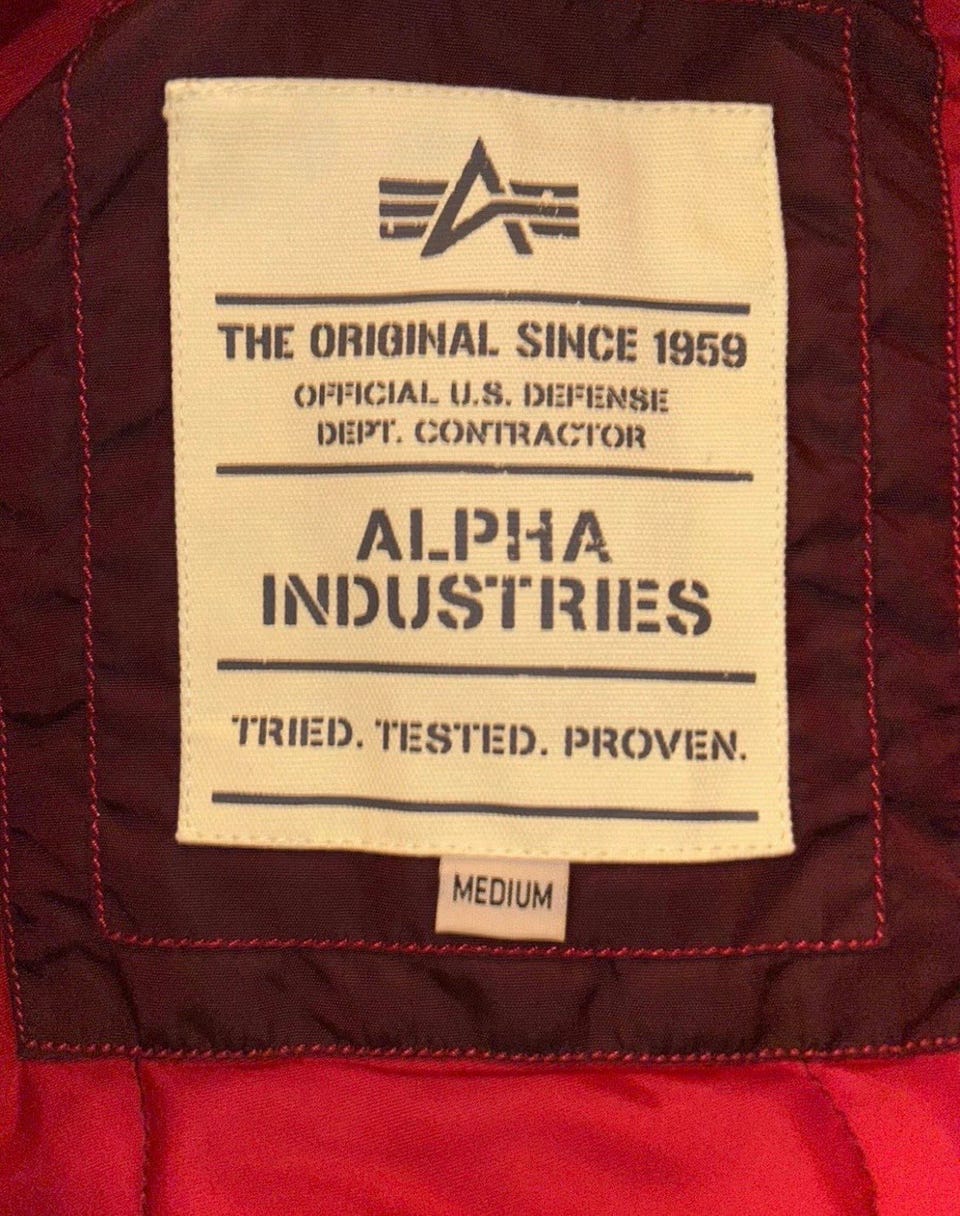 THE ORIGINAL SINCE 1959
OFFICIAL U.S. DEFENSE
DEPT. CONTRACTOR
ALPHA
INDUSTRIES
TRIED. TESTED. PROVEN.
MEDIUM